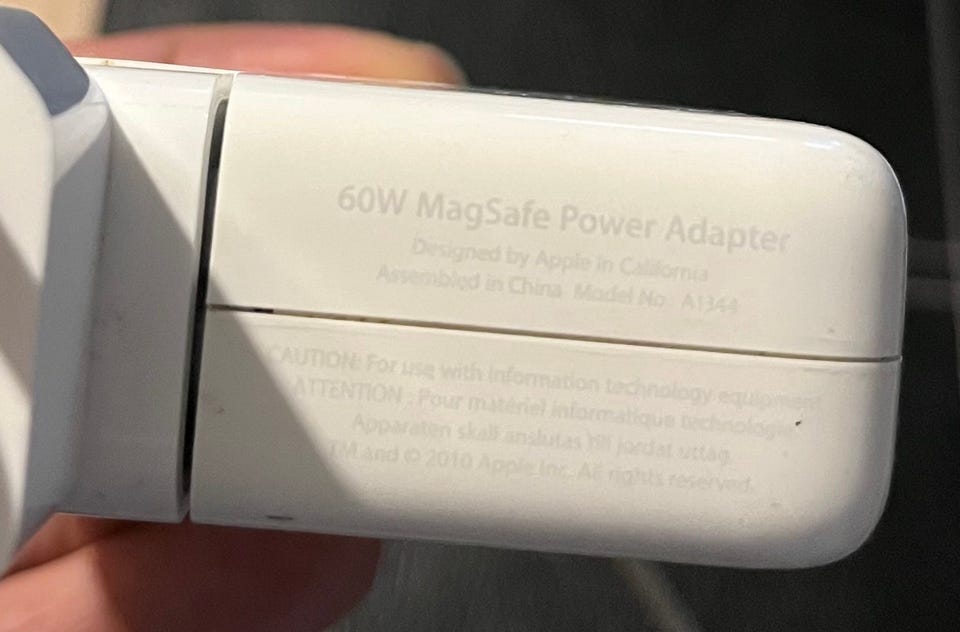 60W MagSafe Power Adapter
Designed by Apple in California
Assembled in China Model No. A1344
CAUTION: For use with information technology equipment
ATTENTION : Pour matériel informatique technologie
Apparaten skall anslutas till jordat uttag.
TM and © 2010 Apple Inc. All rights reserved.